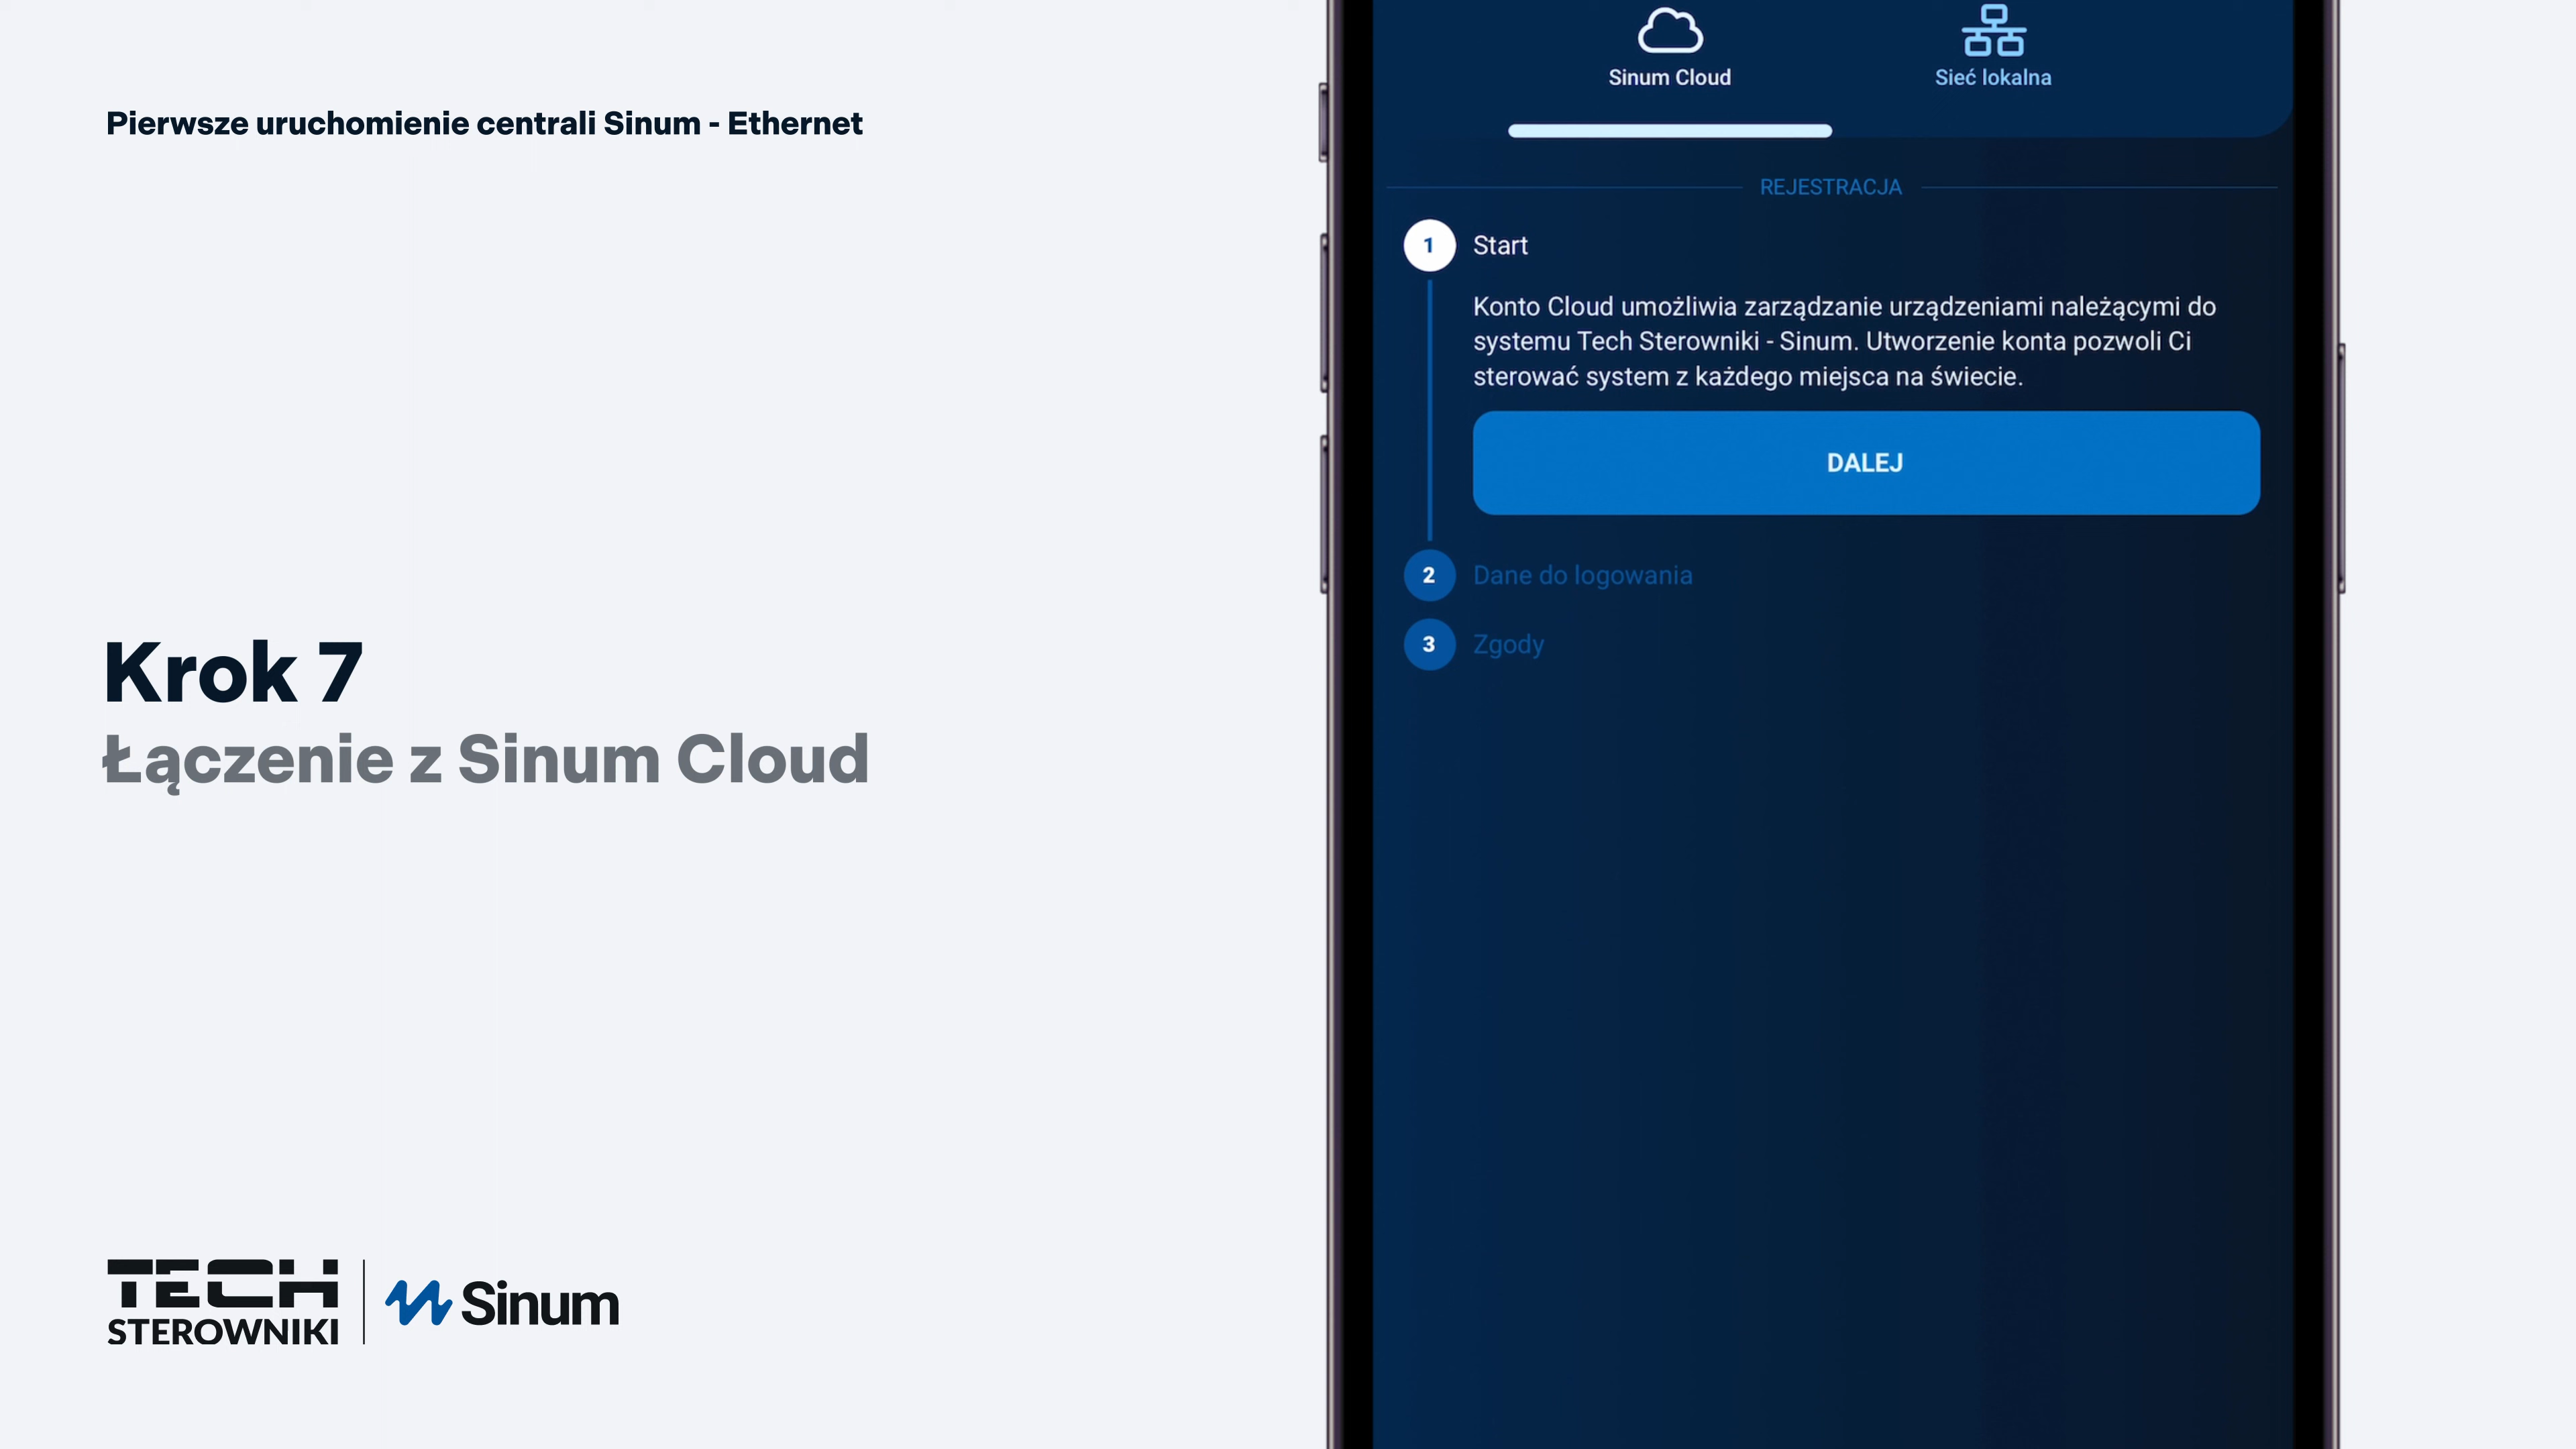 Pierwsze uruchomienie centrali Sinum - Ethernet
Krok 7
Łączenie z Sinum Cloud
TECH
STEROWNIKI
Sinum
Sinum Cloud
Sieć lokalna
REJESTRACJA
1 Start
Konto Cloud umożliwia zarządzanie urządzeniami należącymi do
systemu Tech Sterowniki - Sinum. Utworzenie konta pozwoli Ci
sterować system z każdego miejsca na świecie.
DALEJ
2 Dane do logowania
3 Zgody